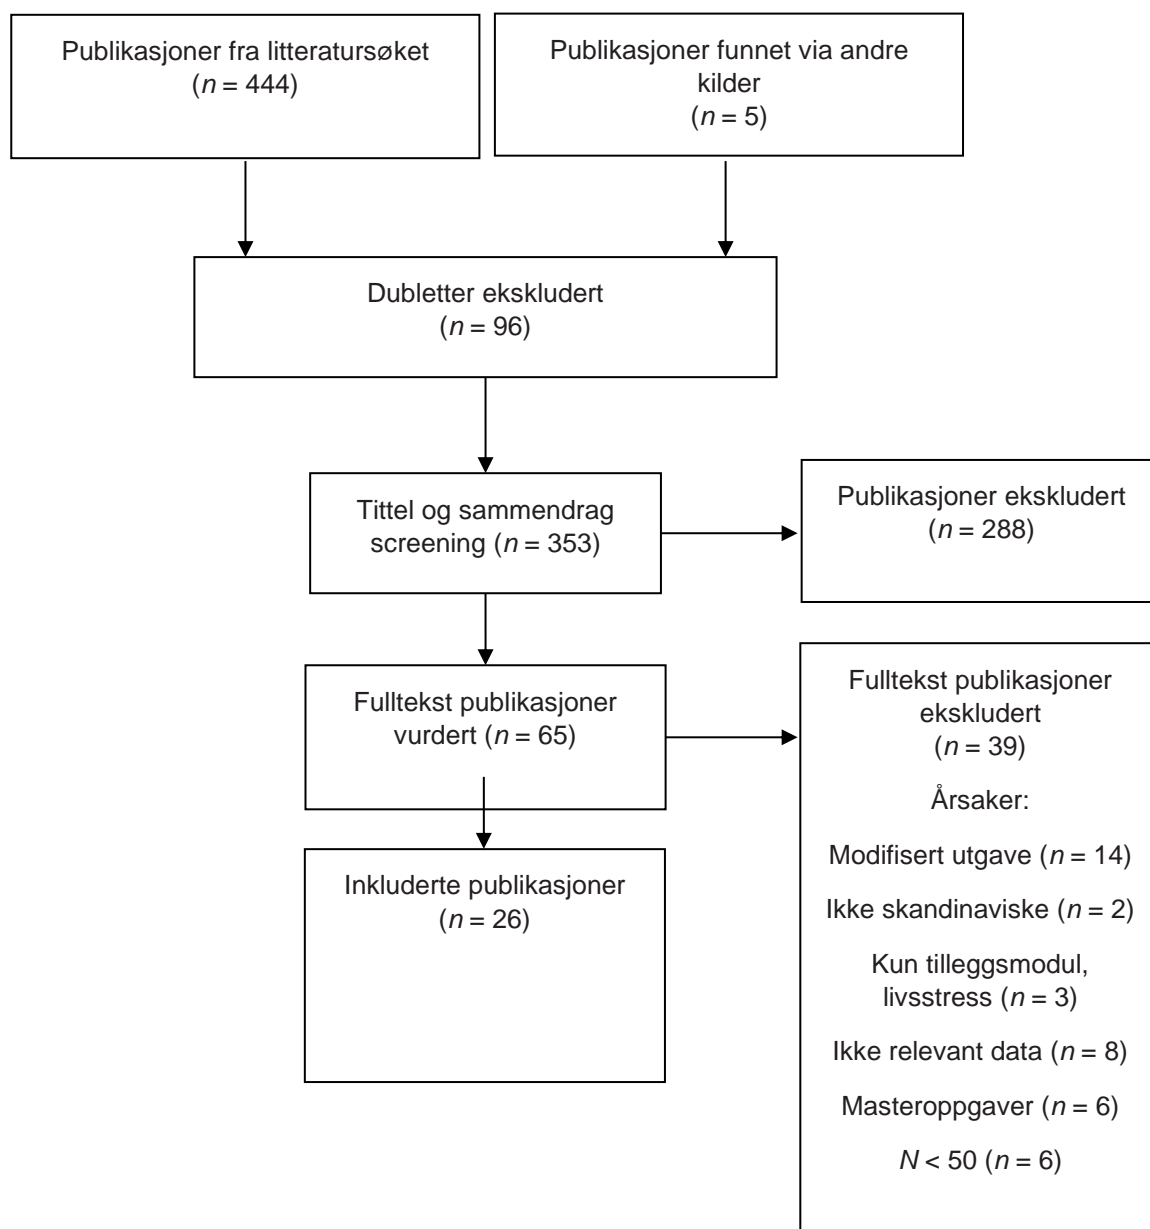 Publikasjoner fra litteratursøket
(n = 444)
Publikasjoner funnet via andre
kilder
(n = 5)
Dubletter ekskludert
(n = 96)
Tittel og sammendrag
screening (n = 353)
Publikasjoner ekskludert
(n = 288)
Fulltekst publikasjoner
vurdert (n = 65)
Fulltekst publikasjoner
ekskludert
(n = 39)
Årsaker:
Modifisert utgave (n = 14)
Ikke skandinaviske (n = 2)
Kun tilleggsmodul,
livsstress (n = 3)
Ikke relevant data (n = 8)
Masteroppgaver (n = 6)
N < 50 (n = 6)
Inkluderte publikasjoner
(n = 26)